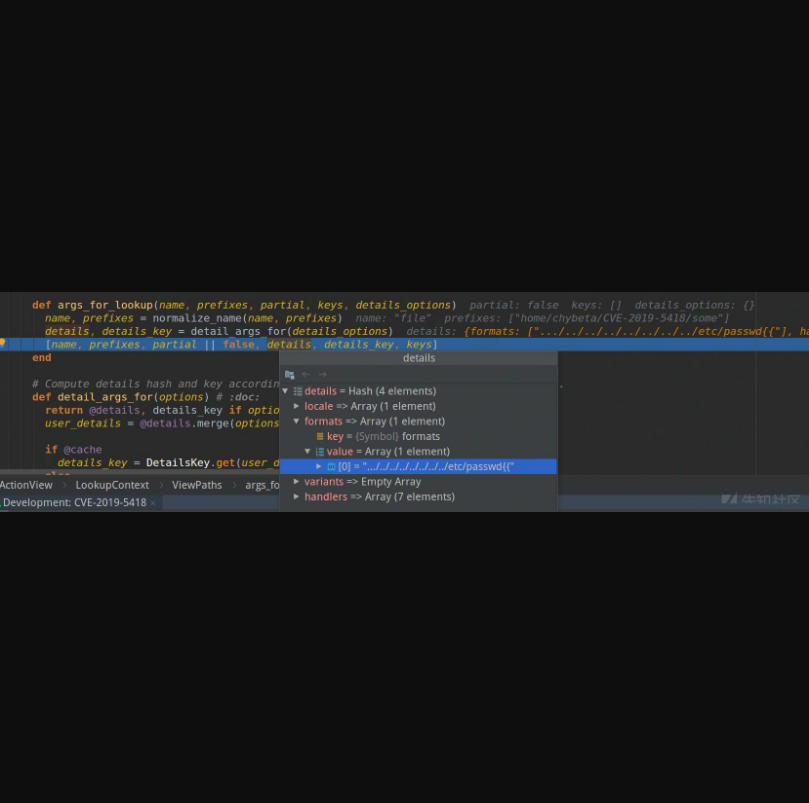 def args_for_lookup(name, prefixes, partial, keys, details_options)  partial: false  keys: []  details_options: {}
name, prefixes = normalize_name(name, prefixes)  name: "file"  prefixes: ["home/chybeta/CVE-2019-5418/some"]
details, details_key = detail_args_for(details_options)  details: {formats: [".../../../../../../../../etc/passwd{{"], ha
[name, prefixes, partial || false, details, details_key, keys]
end
details
# Compute details hash and key accordin
.
def detail_args_for(options) # :doc:
return @details, details_key if optio
user_details = @details.merge(options
if @cache
details_key = DetailsKey.get(user_d
else
details = Hash (4 elements)
locale => Array (1 element)
formats => Array (1 element)
key = {Symbol} formats
value = Array (1 element)
[0] = ".../../../../../../../../etc/passwd{{"
variants => Empty Array
handlers => Array (7 elements)
ActionView > LookupContext > ViewPaths > args_fo
Development: CVE-2019-5418 ×
先知社区